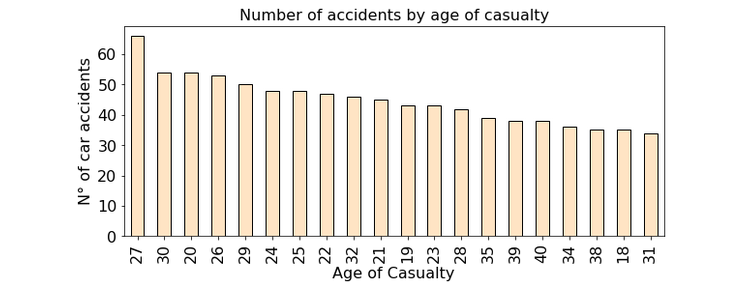 Number of accidents by age of casualty
N° of car accidents
60
50
40
30
20
10
0
27 30 20 26 29 24 25 22 32 21 19 23 28 35 39 40 34 38 18 31
Age of Casualty